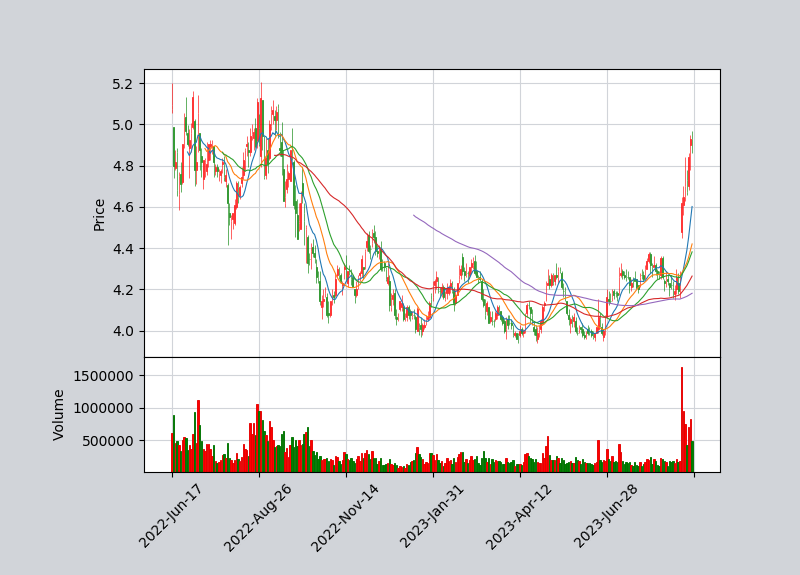 5.2
5.0
4.8
4.6
4.4
4.2
4.0
Price
1500000
1000000
500000
Volume
2022-Jun-17
2022-Aug-26
2022-Nov-14
2023-Jan-31
2023-Apr-12
2023-Jun-28